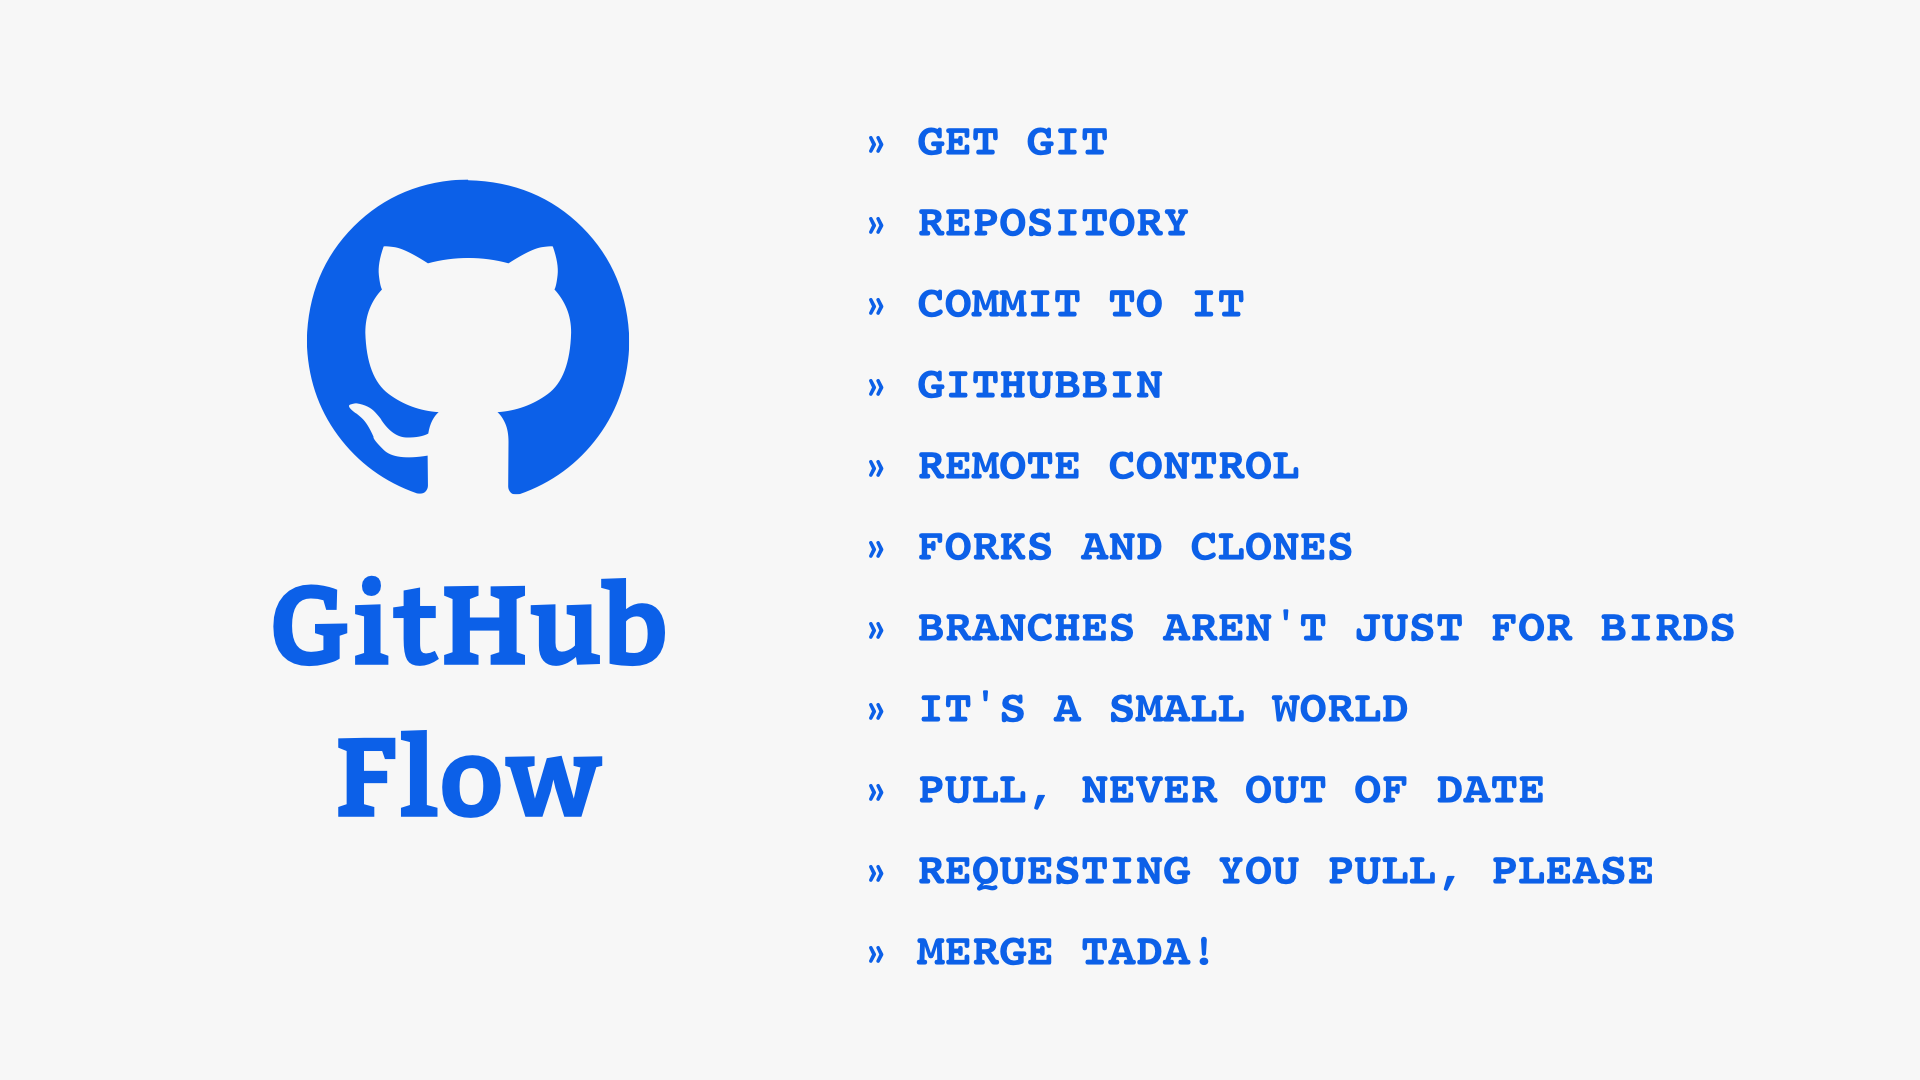 GitHub
Flow
» GET GIT
» REPOSITORY
» COMMIT TO IT
» GITHUBBIN
» REMOTE CONTROL
» FORKS AND CLONES
» BRANCHES AREN'T JUST FOR BIRDS
» IT'S A SMALL WORLD
» PULL, NEVER OUT OF DATE
» REQUESTING YOU PULL, PLEASE
» MERGE TADA!